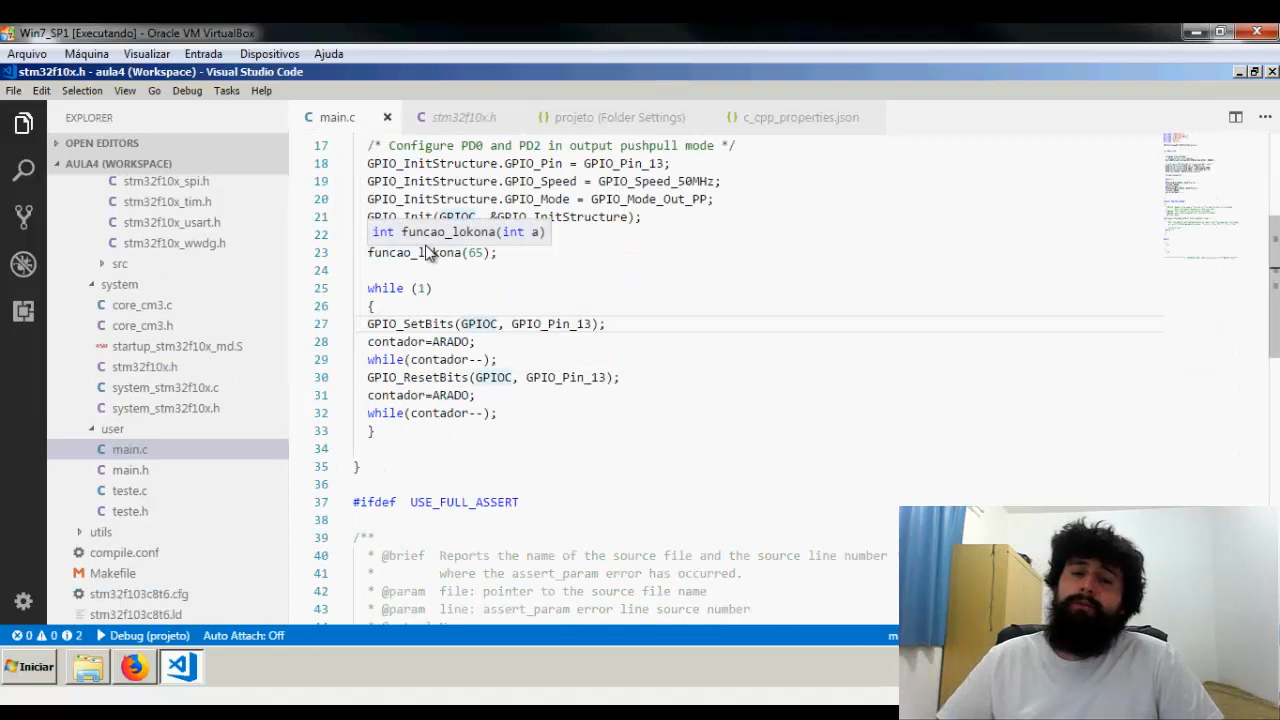 Win7_SP1 [Executando] - Oracle VM VirtualBox
Arquivo Máquina Visualizar Entrada Dispositivos Ajuda
stm32f10x.h - aula4 (Workspace) - Visual Studio Code
File Edit Selection View Go Debug Tasks Help
EXPLORER
OPEN EDITORS
AULA4 (WORKSPACE)
stm32f10x_spi.h
stm32f10x_tim.h
stm32f10x_usart.h
stm32f10x_wwdg.h
src
system
core_cm3.c
core_cm3.h
startup_stm32f10x_md.S
stm32f10x.h
system_stm32f10x.c
system_stm32f10x.h
user
main.c
main.h
teste.c
teste.h
utils
compile.conf
Makefile
stm32f103c8t6.cfg
stm32f103c8t6.ld
main.c stm32f10x.h projeto (Folder Settings) c_cpp_properties.json
17 /* Configure PD0 and PD2 in output pushpull mode */
18 GPIO_InitStructure.GPIO_Pin = GPIO_Pin_13;
19 GPIO_InitStructure.GPIO_Speed = GPIO_Speed_50MHz;
20 GPIO_InitStructure.GPIO_Mode = GPIO_Mode_Out_PP;
21 GPIO_Init(GPIOC, &GPIO_InitStructure);
22 int funcao_lokona(int a)
23 funcao_lokona(65);
24
25 while (1)
26 {
27 GPIO_SetBits(GPIOC, GPIO_Pin_13);
28 contador=ARADO;
29 while(contador--);
30 GPIO_ResetBits(GPIOC, GPIO_Pin_13);
31 contador=ARADO;
32 while(contador--);
33 }
34
35 }
36
37 #ifdef USE_FULL_ASSERT
38
39 /**
40 * @brief Reports the name of the source file and the source line number
41 * where the assert_param error has occurred.
42 * @param file: pointer to the source file name
43 * @param line: assert_param error line source number
0 0 2 Debug (projeto) Auto Attach: Off
Iniciar